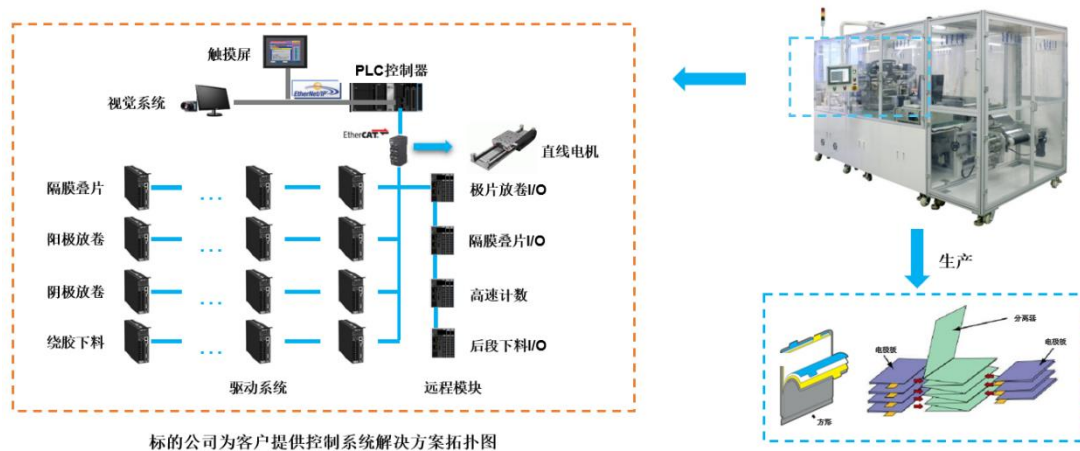 触摸屏
PLC控制器
EtherNet/IP
视觉系统
EtherCAT
直线电机
隔膜叠片
...
极片放卷I/O
阳极放卷
...
隔膜叠片I/O
阴极放卷
...
高速计数
绕胶下料
...
后段下料I/O
驱动系统
远程模块
标的公司为客户提供控制系统解决方案拓扑图
生产
分离器
电极板
电极板
方形